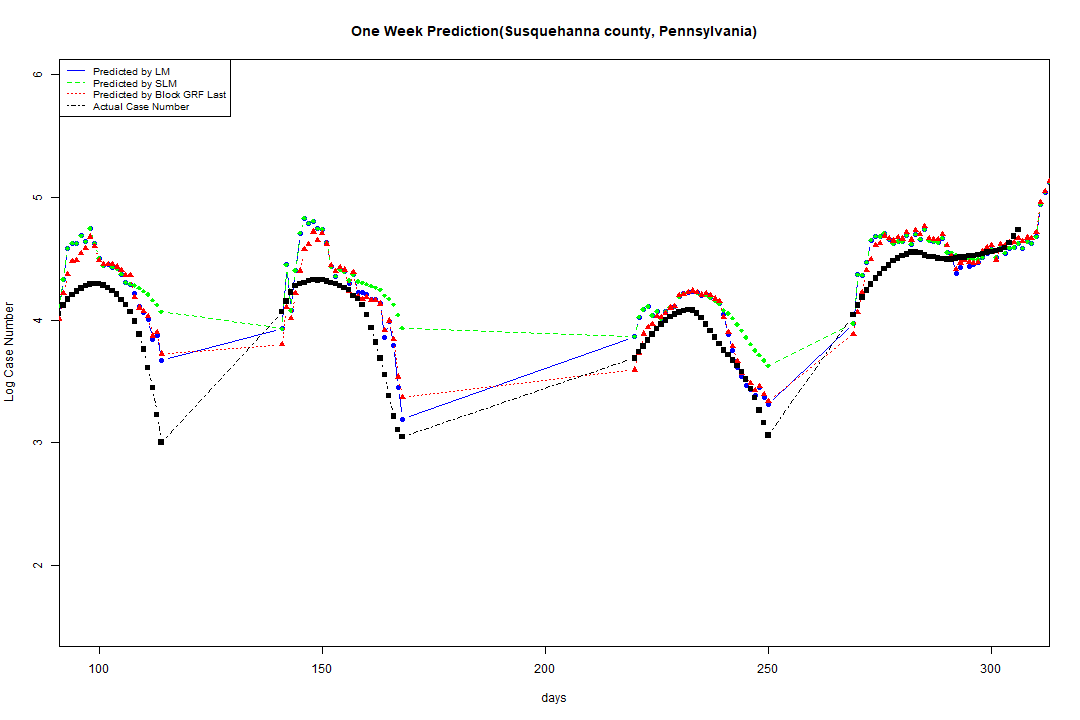 One Week Prediction(Susquehanna county, Pennsylvania)
Predicted by LM
Predicted by SLM
Predicted by Block GRF Last
Actual Case Number
6
5
4
3
2
Log Case Number
100 150 200 250 300
days